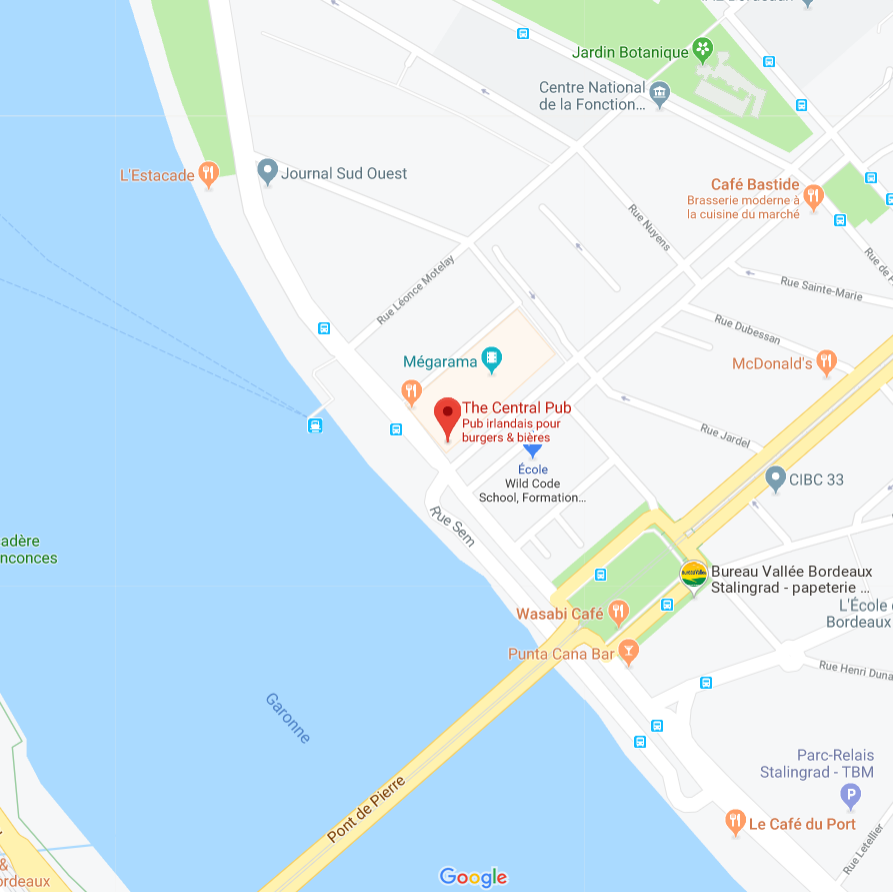 Jardin Botanique
Centre National
de la Fonction...
L'Estacade
Journal Sud Ouest
Café Bastide
Brasserie moderne à
la cuisine du marché
Rue Nuyens
Rue Léonce Motelay
Rue Sainte-Marie
Rue de
Rue Dubessan
Mégarama
McDonald's
The Central Pub
Pub irlandais pour
burgers & bières
Rue Jardel
École
Wild Code
School, Formation...
CIBC 33
Rue Sem
adère
nconces
Bureau Vallée Bordeaux
Stalingrad - papeterie ...
Wasabi Café
L'École
Bordeaux
Punta Cana Bar
Rue Henri Duna
Garonne
Parc-Relais
Stalingrad - TBM
P
Pont de Pierre
Le Café du Port
Rue Letellier
&
ordeaux
Google